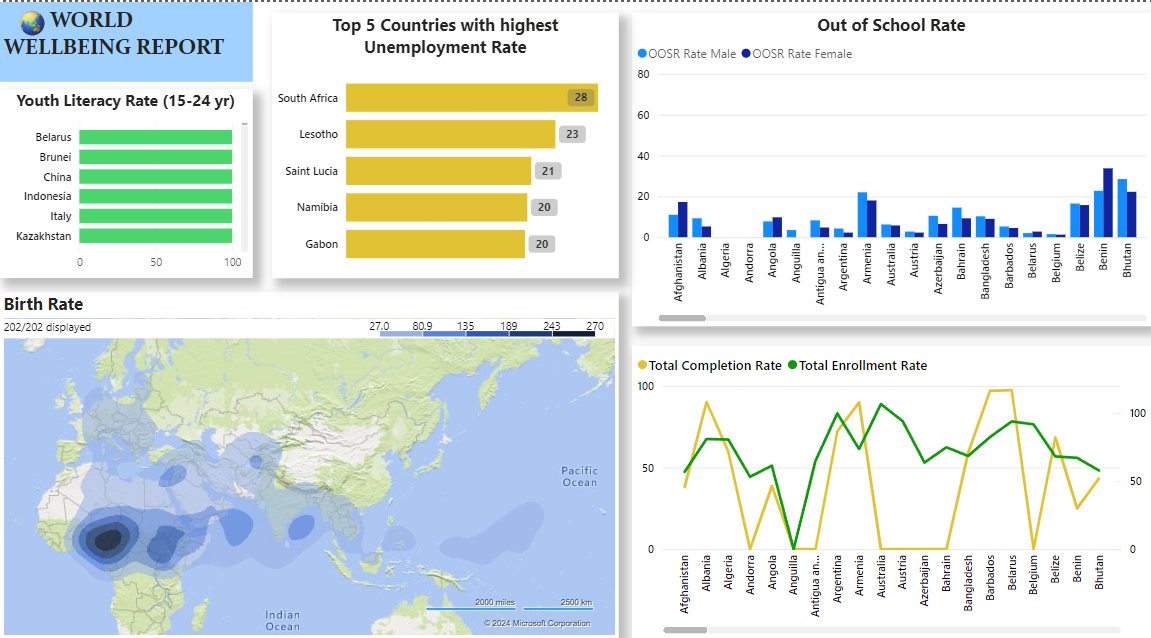 WORLD
WELLBEING REPORT
Youth Literacy Rate (15-24 yr)
Belarus
Brunei
China
Indonesia
Italy
Kazakhstan
0 50 100
Top 5 Countries with highest
Unemployment Rate
South Africa 28
Lesotho 23
Saint Lucia 21
Namibia 20
Gabon 20
Out of School Rate
OOSR Rate Male OOSR Rate Female
80
60
40
20
0
Afghanistan
Albania
Algeria
Andorra
Angola
Anguilla
Antigua an...
Argentina
Armenia
Australia
Austria
Azerbaijan
Bahrain
Bangladesh
Barbados
Belarus
Belgium
Belize
Benin
Bhutan
Birth Rate
202/202 displayed
27.0 80.9 135 189 243 270
Pacific
Ocean
Indian
Ocean
2000 miles 2500 km
© 2024 Microsoft Corporation
Total Completion Rate Total Enrollment Rate
100
50
0
100
50
0
Afghanistan
Albania
Algeria
Andorra
Angola
Anguilla
Antigua an...
Argentina
Armenia
Australia
Austria
Azerbaijan
Bahrain
Bangladesh
Barbados
Belarus
Belgium
Belize
Benin
Bhutan